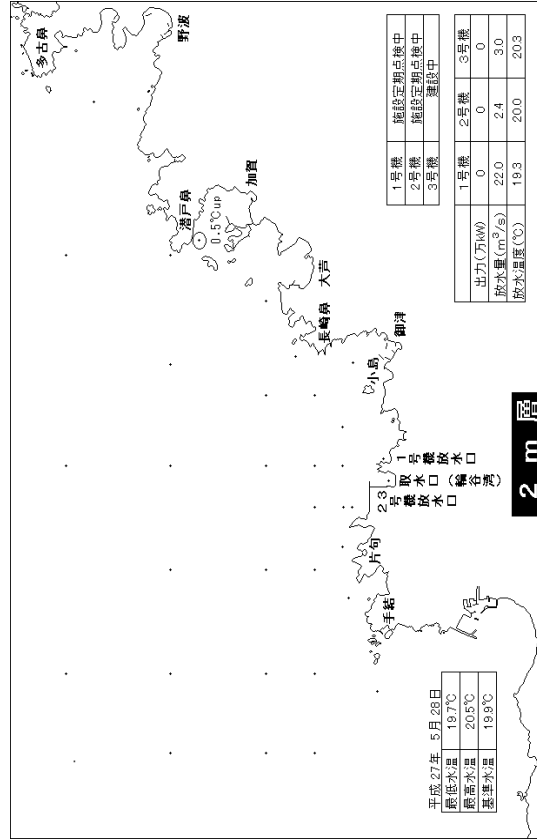 多古鼻
野波
潜戸鼻
0.5℃up
加賀
大芦
長崎鼻
御津
小島
1号機放水口
取水口（輪谷湾）
2 3号機放水口
片句
手結
1号機 施設定期点検中
2号機 施設定期点検中
3号機 建設中
1号機 2号機 3号機
出力(万kW) 0 0 0
放水量(m³/s) 22.0 2.4 3.0
放水温度(℃) 19.3 20.0 20.3
2 m 層
平成 27年 5月 28日
最低水温 19.7℃
最高水温 20.5℃
基準水温 19.9℃